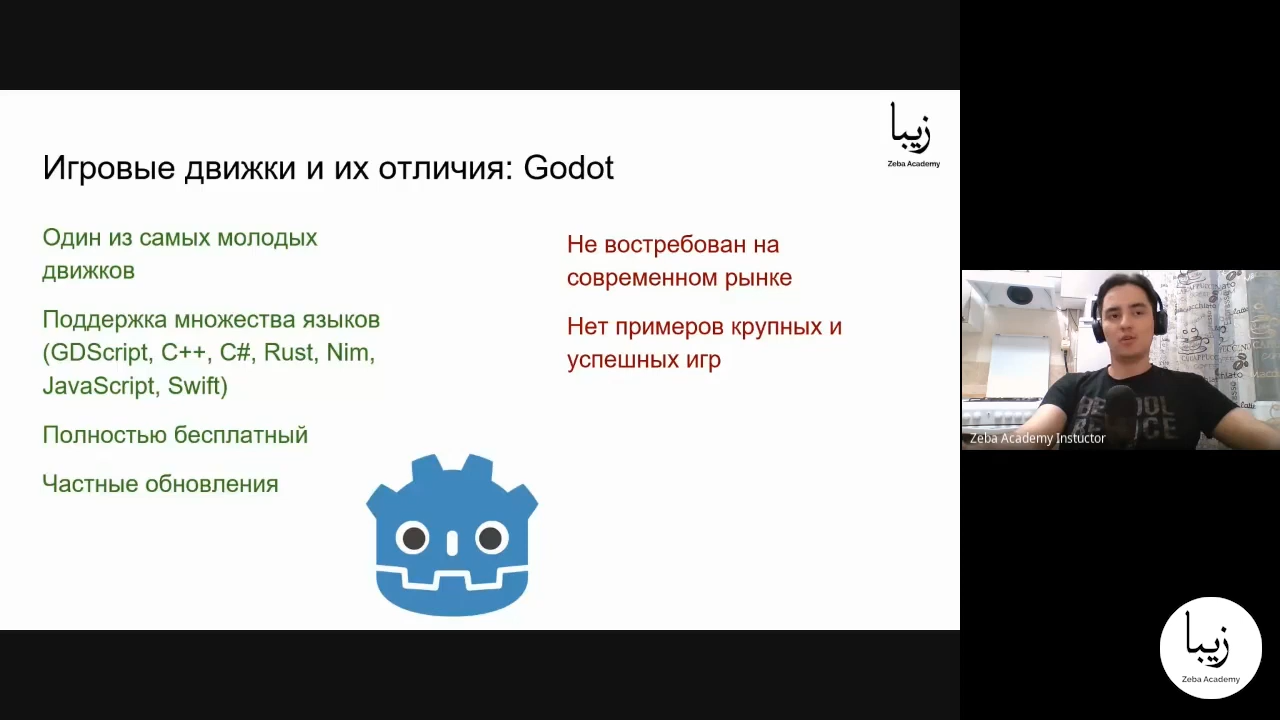 زيبا
Zeba Academy
Игровые движки и их отличия: Godot
Один из самых молодых
движков
Поддержка множества языков
(GDScript, C++, C#, Rust, Nim,
JavaScript, Swift)
Полностью бесплатный
Частные обновления
Не востребован на
современном рынке
Нет примеров крупных и
успешных игр
Zeba Academy Instuctor
زيبا
Zeba Academy